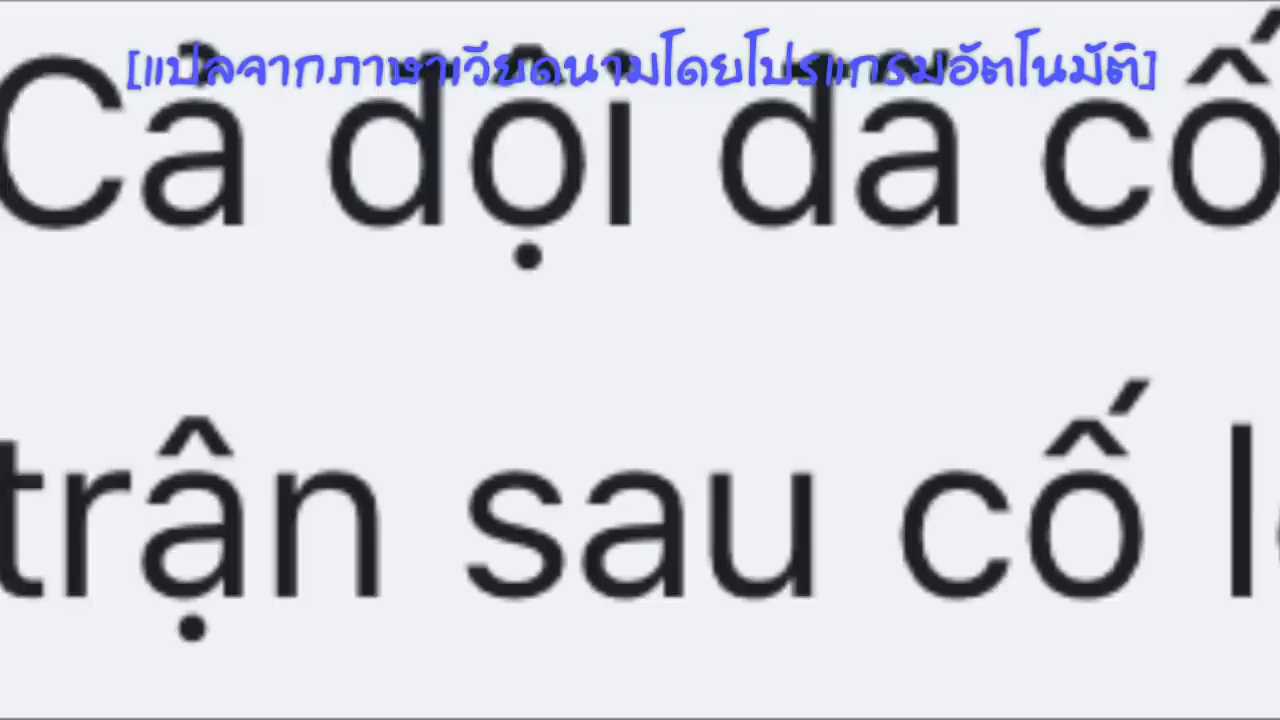 [แปลจากภาษาเวียดนามโดยโปรแกรมอัตโนมัติ]
Cả đội đã cố
trận sau cố